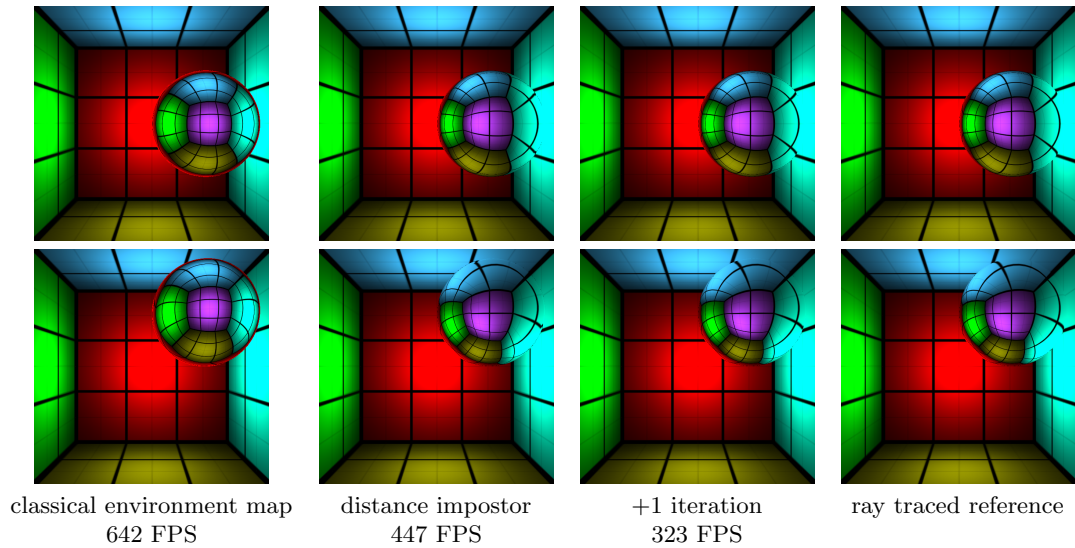 classical environment map
642 FPS
distance impostor
447 FPS
+1 iteration
323 FPS
ray traced reference